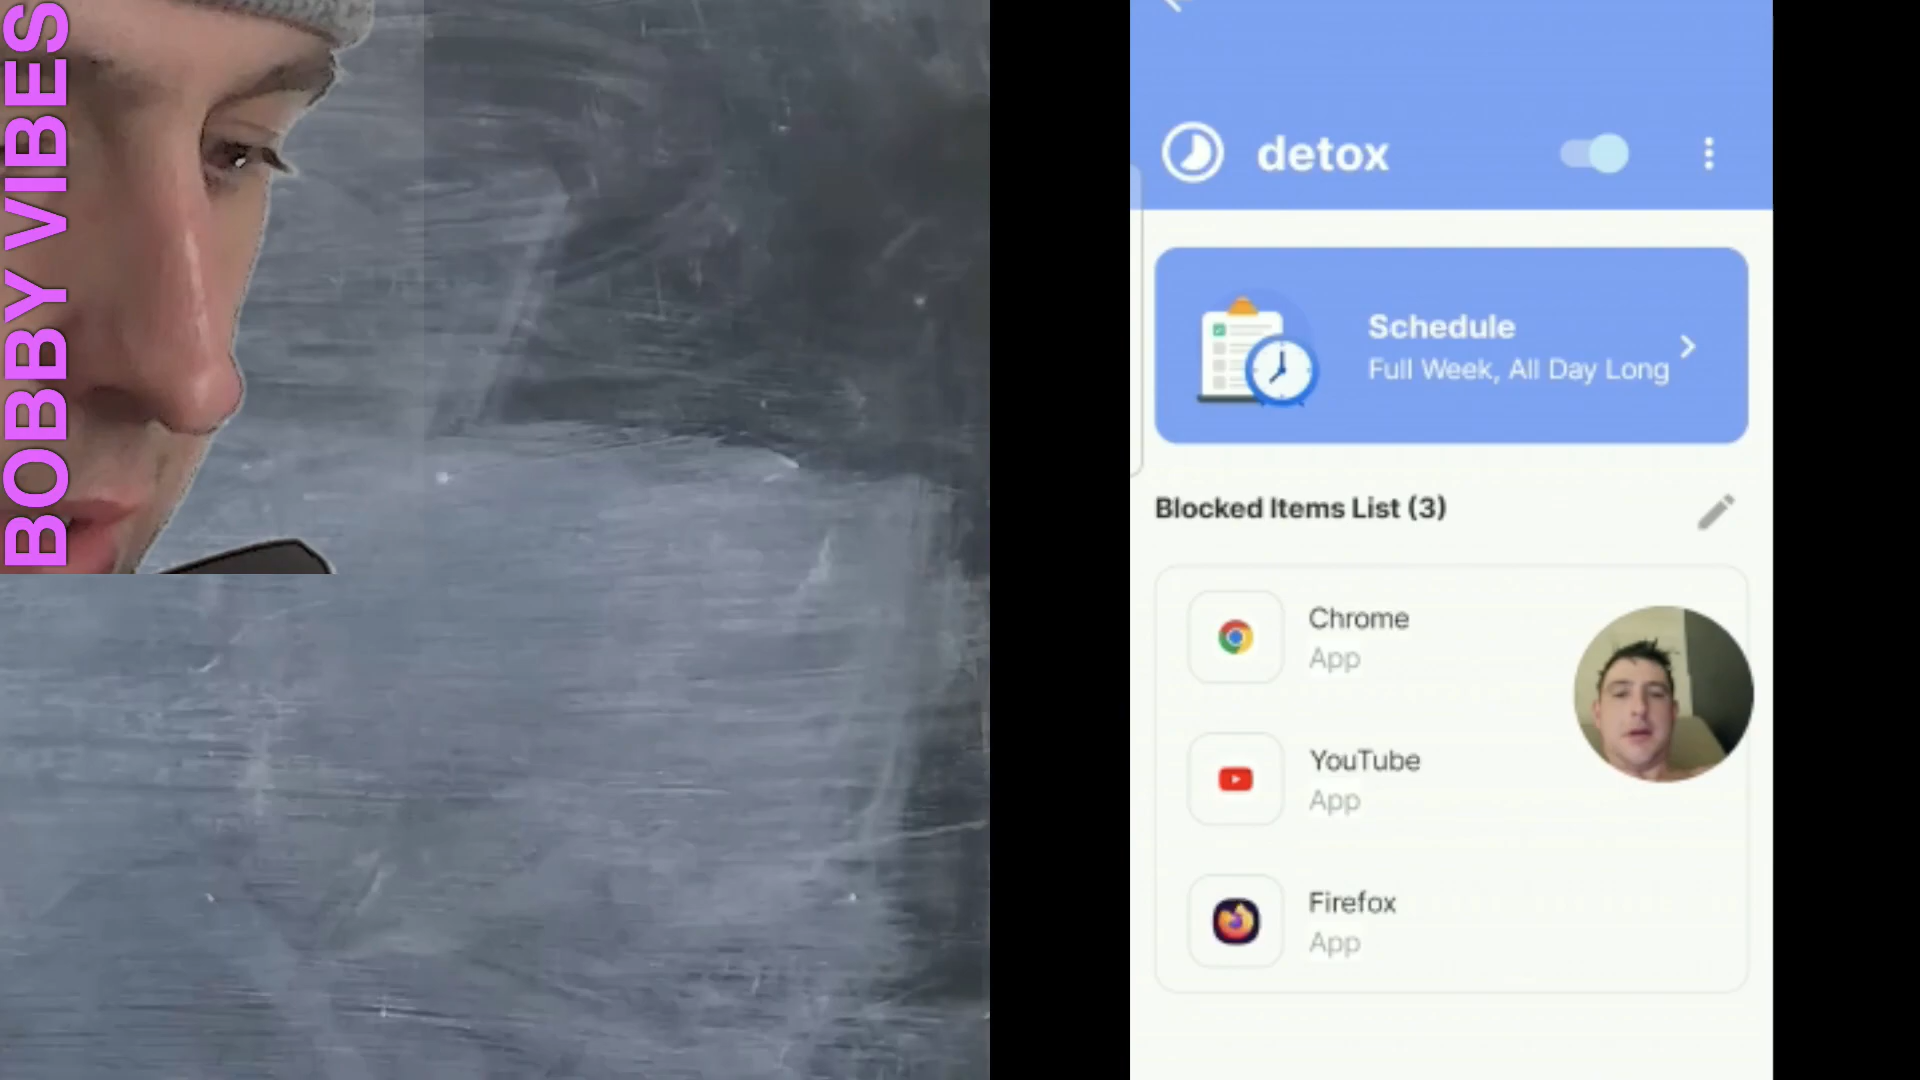 BOBBY VIBES
detox
Schedule
Full Week, All Day Long
Blocked Items List (3)
Chrome
App
YouTube
App
Firefox
App